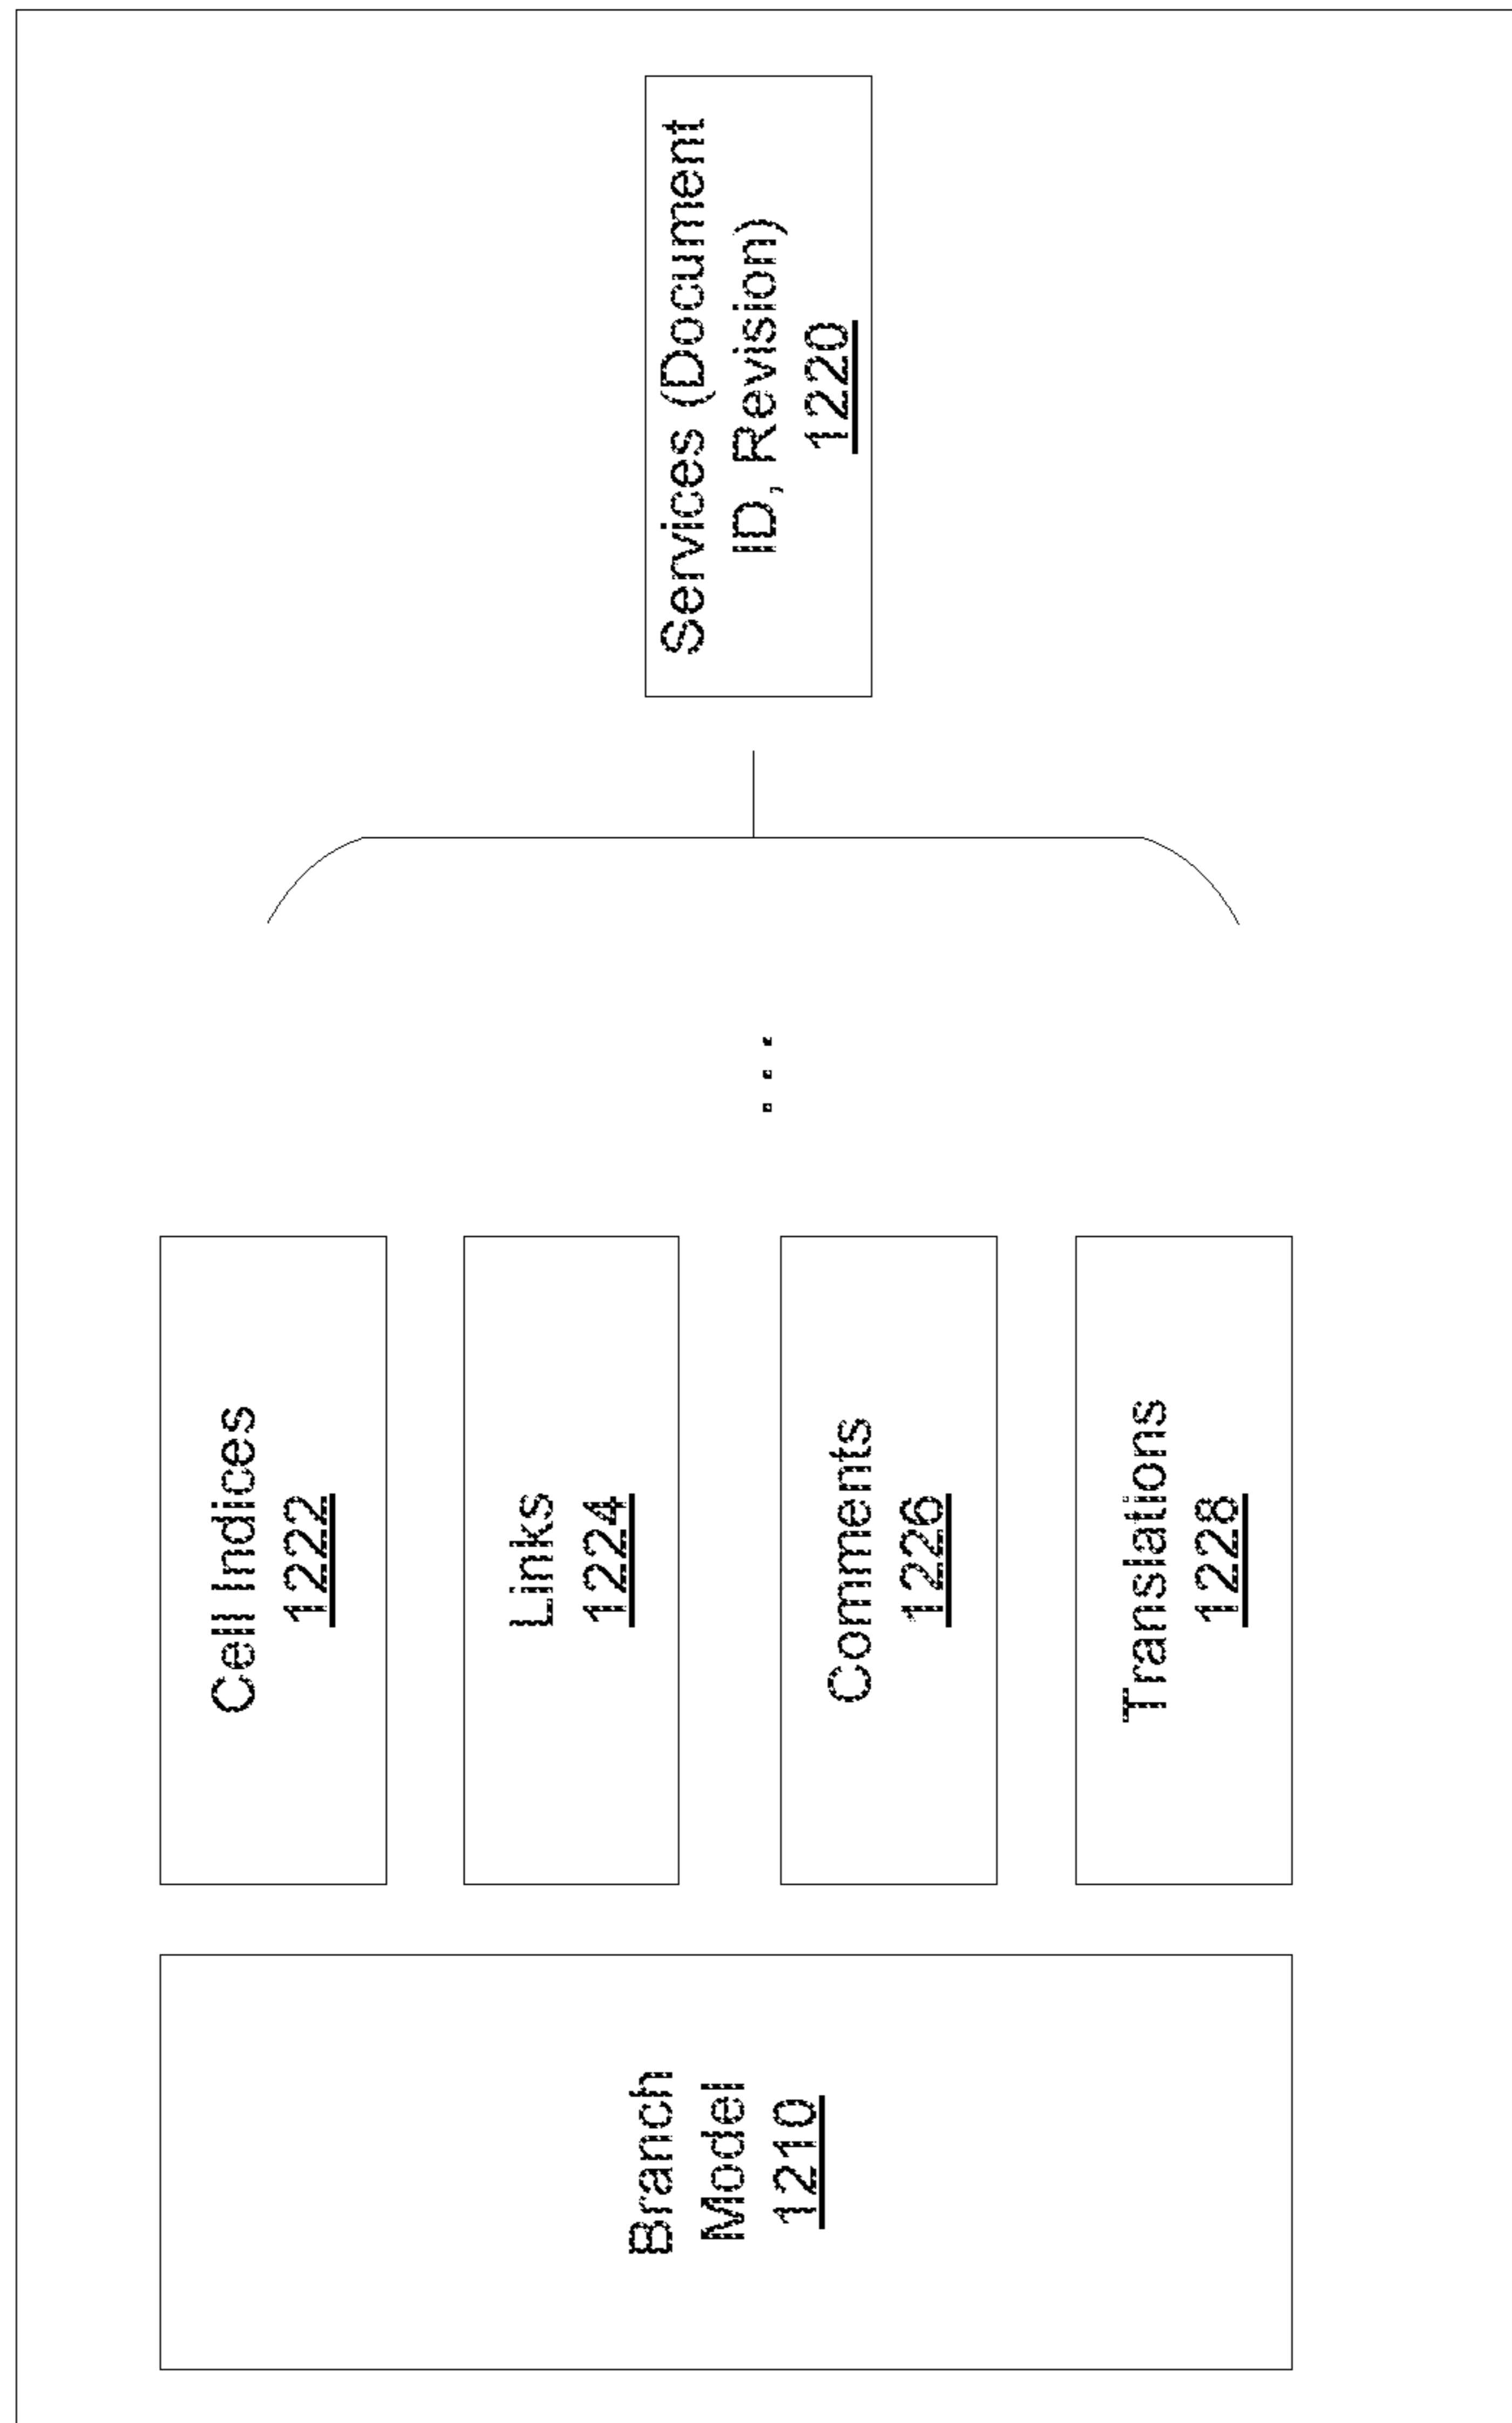 Branch
Model
1210
Cell Indices
1222
Links
1224
Comments
1226
Translations
1228
. . .
Services (Document
ID, Revision)
1220